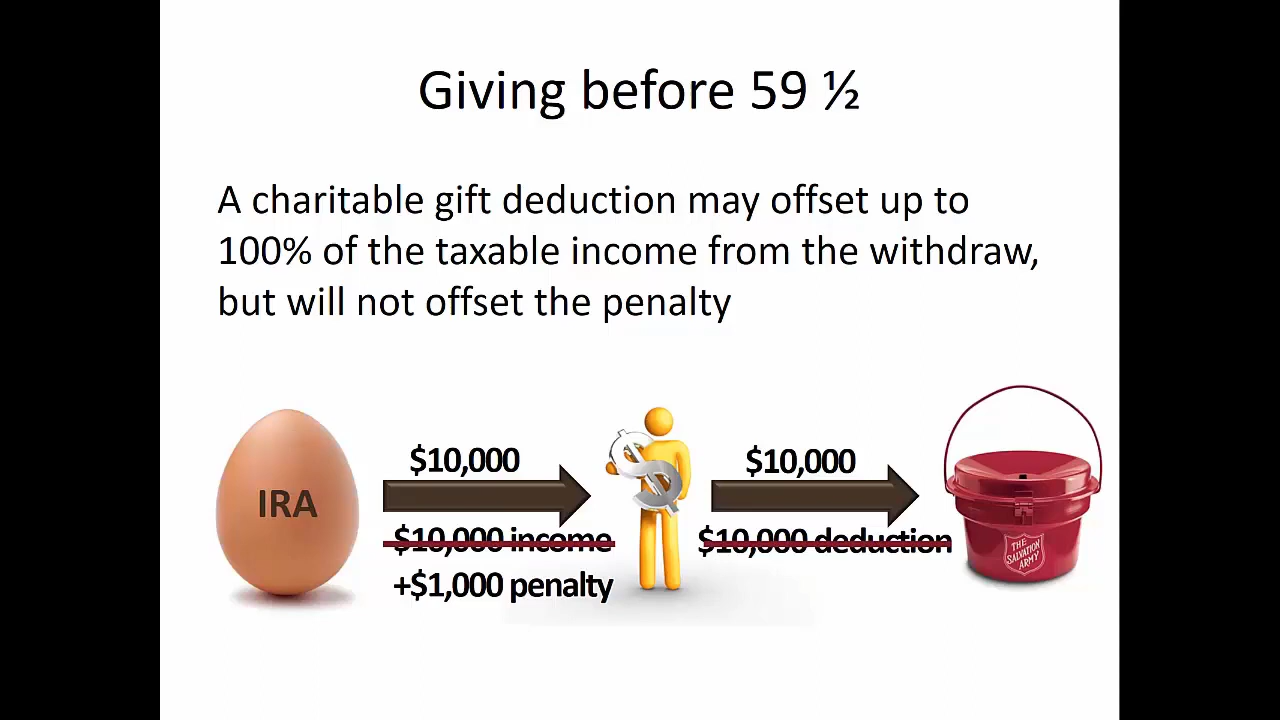 Giving before 59 ½
A charitable gift deduction may offset up to
100% of the taxable income from the withdraw,
but will not offset the penalty
IRA
$10,000
$10,000 income
+$1,000 penalty
$
$10,000
$10,000 deduction
THE
SALVATION
ARMY